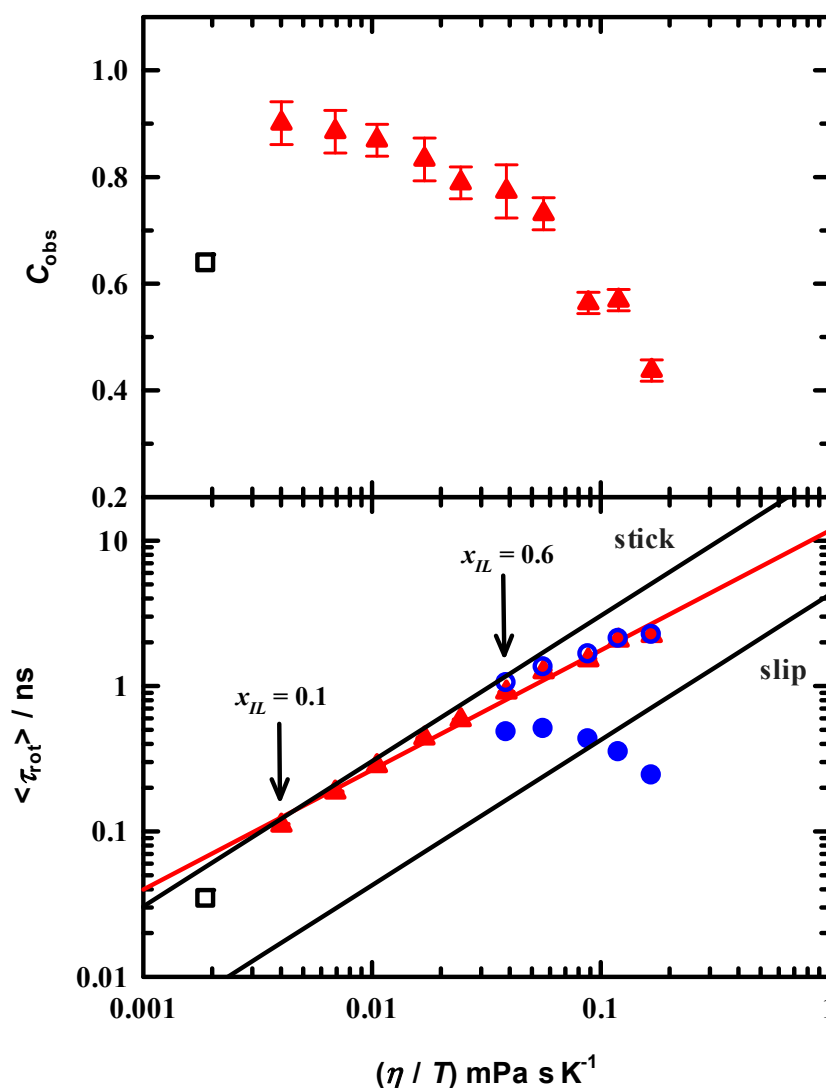 1.0
0.8
0.6
0.4
0.2
C_obs
10
1
0.1
0.01
<τ_rot> / ns
stick
slip
x_IL = 0.6
x_IL = 0.1
0.001
0.01
0.1
1
(η / T) mPa s K⁻¹